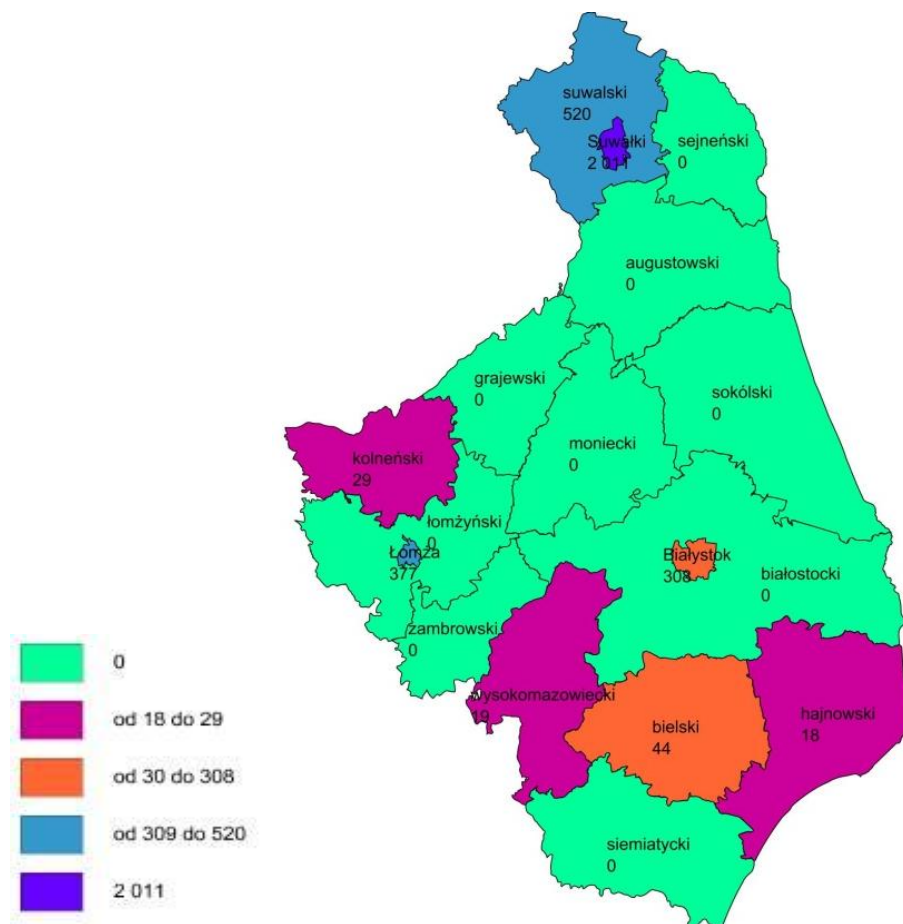 suwalski
520
Suwałki
2 011
sejneński
0
augustowski
0
grajewski
0
sokólski
0
moniecki
0
kolneński
29
łomżyński
0
Łomża
377
Białystok
308
białostocki
0
zambrowski
0
wysokomazowiecki
19
bielski
44
hajnowski
18
siemiatycki
0
0
od 18 do 29
od 30 do 308
od 309 do 520
2 011